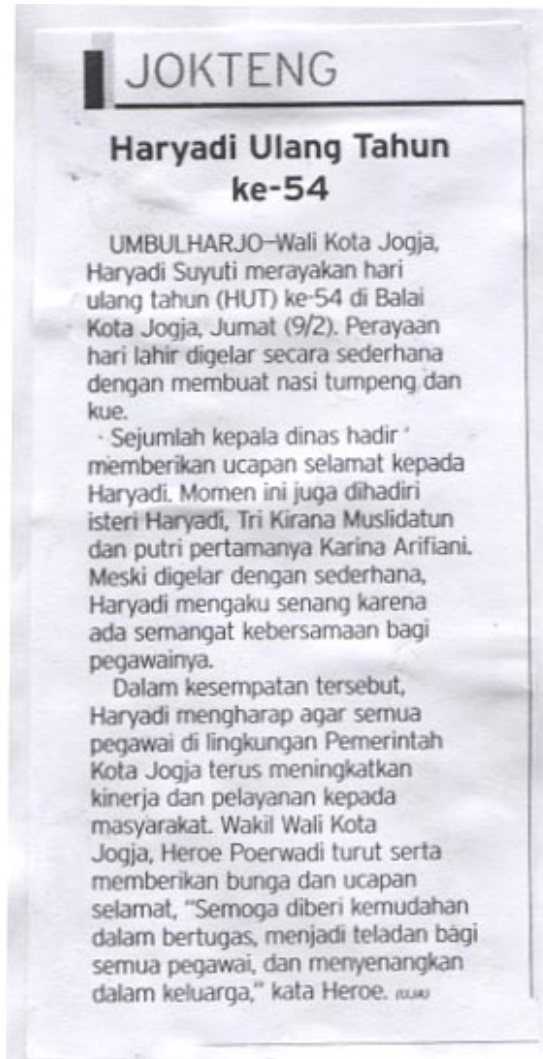 JOKTENG
Haryadi Ulang Tahun
ke-54
UMBULHARJO—Wali Kota Jogja,
Haryadi Suyuti merayakan hari
ulang tahun (HUT) ke-54 di Balai
Kota Jogja, Jumat (9/2). Perayaan
hari lahir digelar secara sederhana
dengan membuat nasi tumpeng dan
kue.
Sejumlah kepala dinas hadir
memberikan ucapan selamat kepada
Haryadi. Momen ini juga dihadiri
isteri Haryadi, Tri Kirana Muslidatun
dan putri pertamanya Karina Arifiani.
Meski digelar dengan sederhana,
Haryadi mengaku senang karena
ada semangat kebersamaan bagi
pegawainya.
Dalam kesempatan tersebut,
Haryadi mengharap agar semua
pegawai di lingkungan Pemerintah
Kota Jogja terus meningkatkan
kinerja dan pelayanan kepada
masyarakat. Wakil Wali Kota
Jogja, Heroe Poerwadi turut serta
memberikan bunga dan ucapan
selamat, "Semoga diberi kemudahan
dalam bertugas, menjadi teladan bagi
semua pegawai, dan menyenangkan
dalam keluarga," kata Heroe.